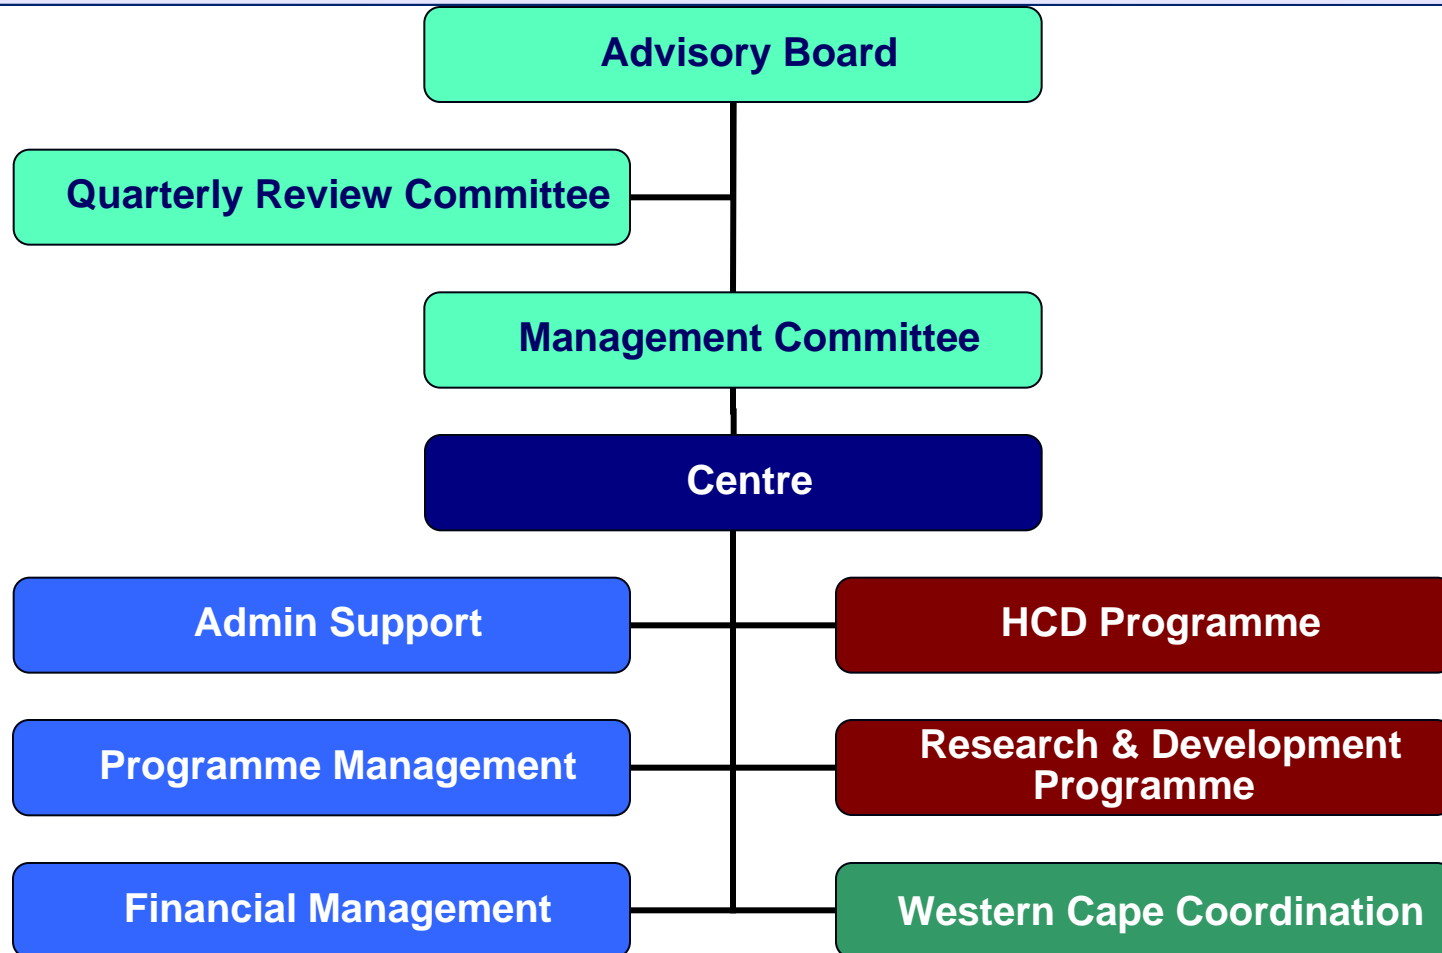 Advisory Board
Quarterly Review Committee
Management Committee
Centre
Admin Support
HCD Programme
Programme Management
Research & Development
Programme
Financial Management
Western Cape Coordination